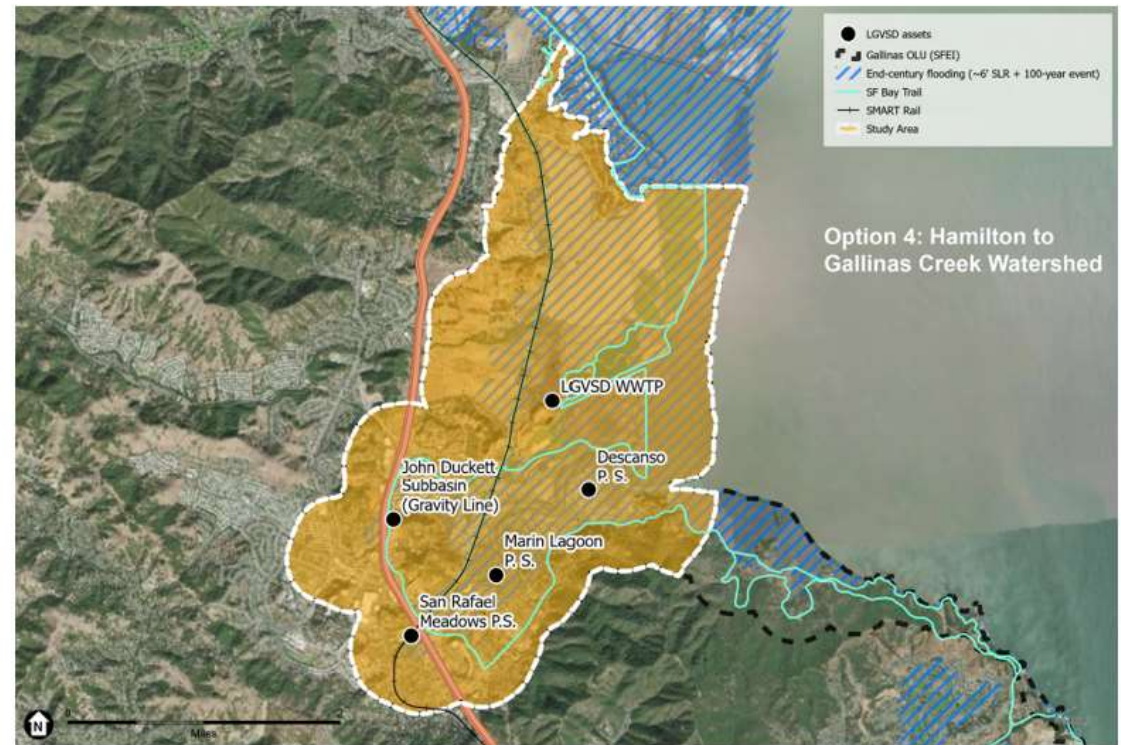 LGVSD assets
Gallinas OLU (SFEI)
End-century flooding (~6' SLR + 100-year event)
SF Bay Trail
SMART Rail
Study Area
Option 4: Hamilton to
Gallinas Creek Watershed
LGVSD WWTP
Descanso
P. S.
John Duckett
Subbasin
(Gravity Line)
Marin Lagoon
P. S.
San Rafael
Meadows P.S.
N
0
2
Miles